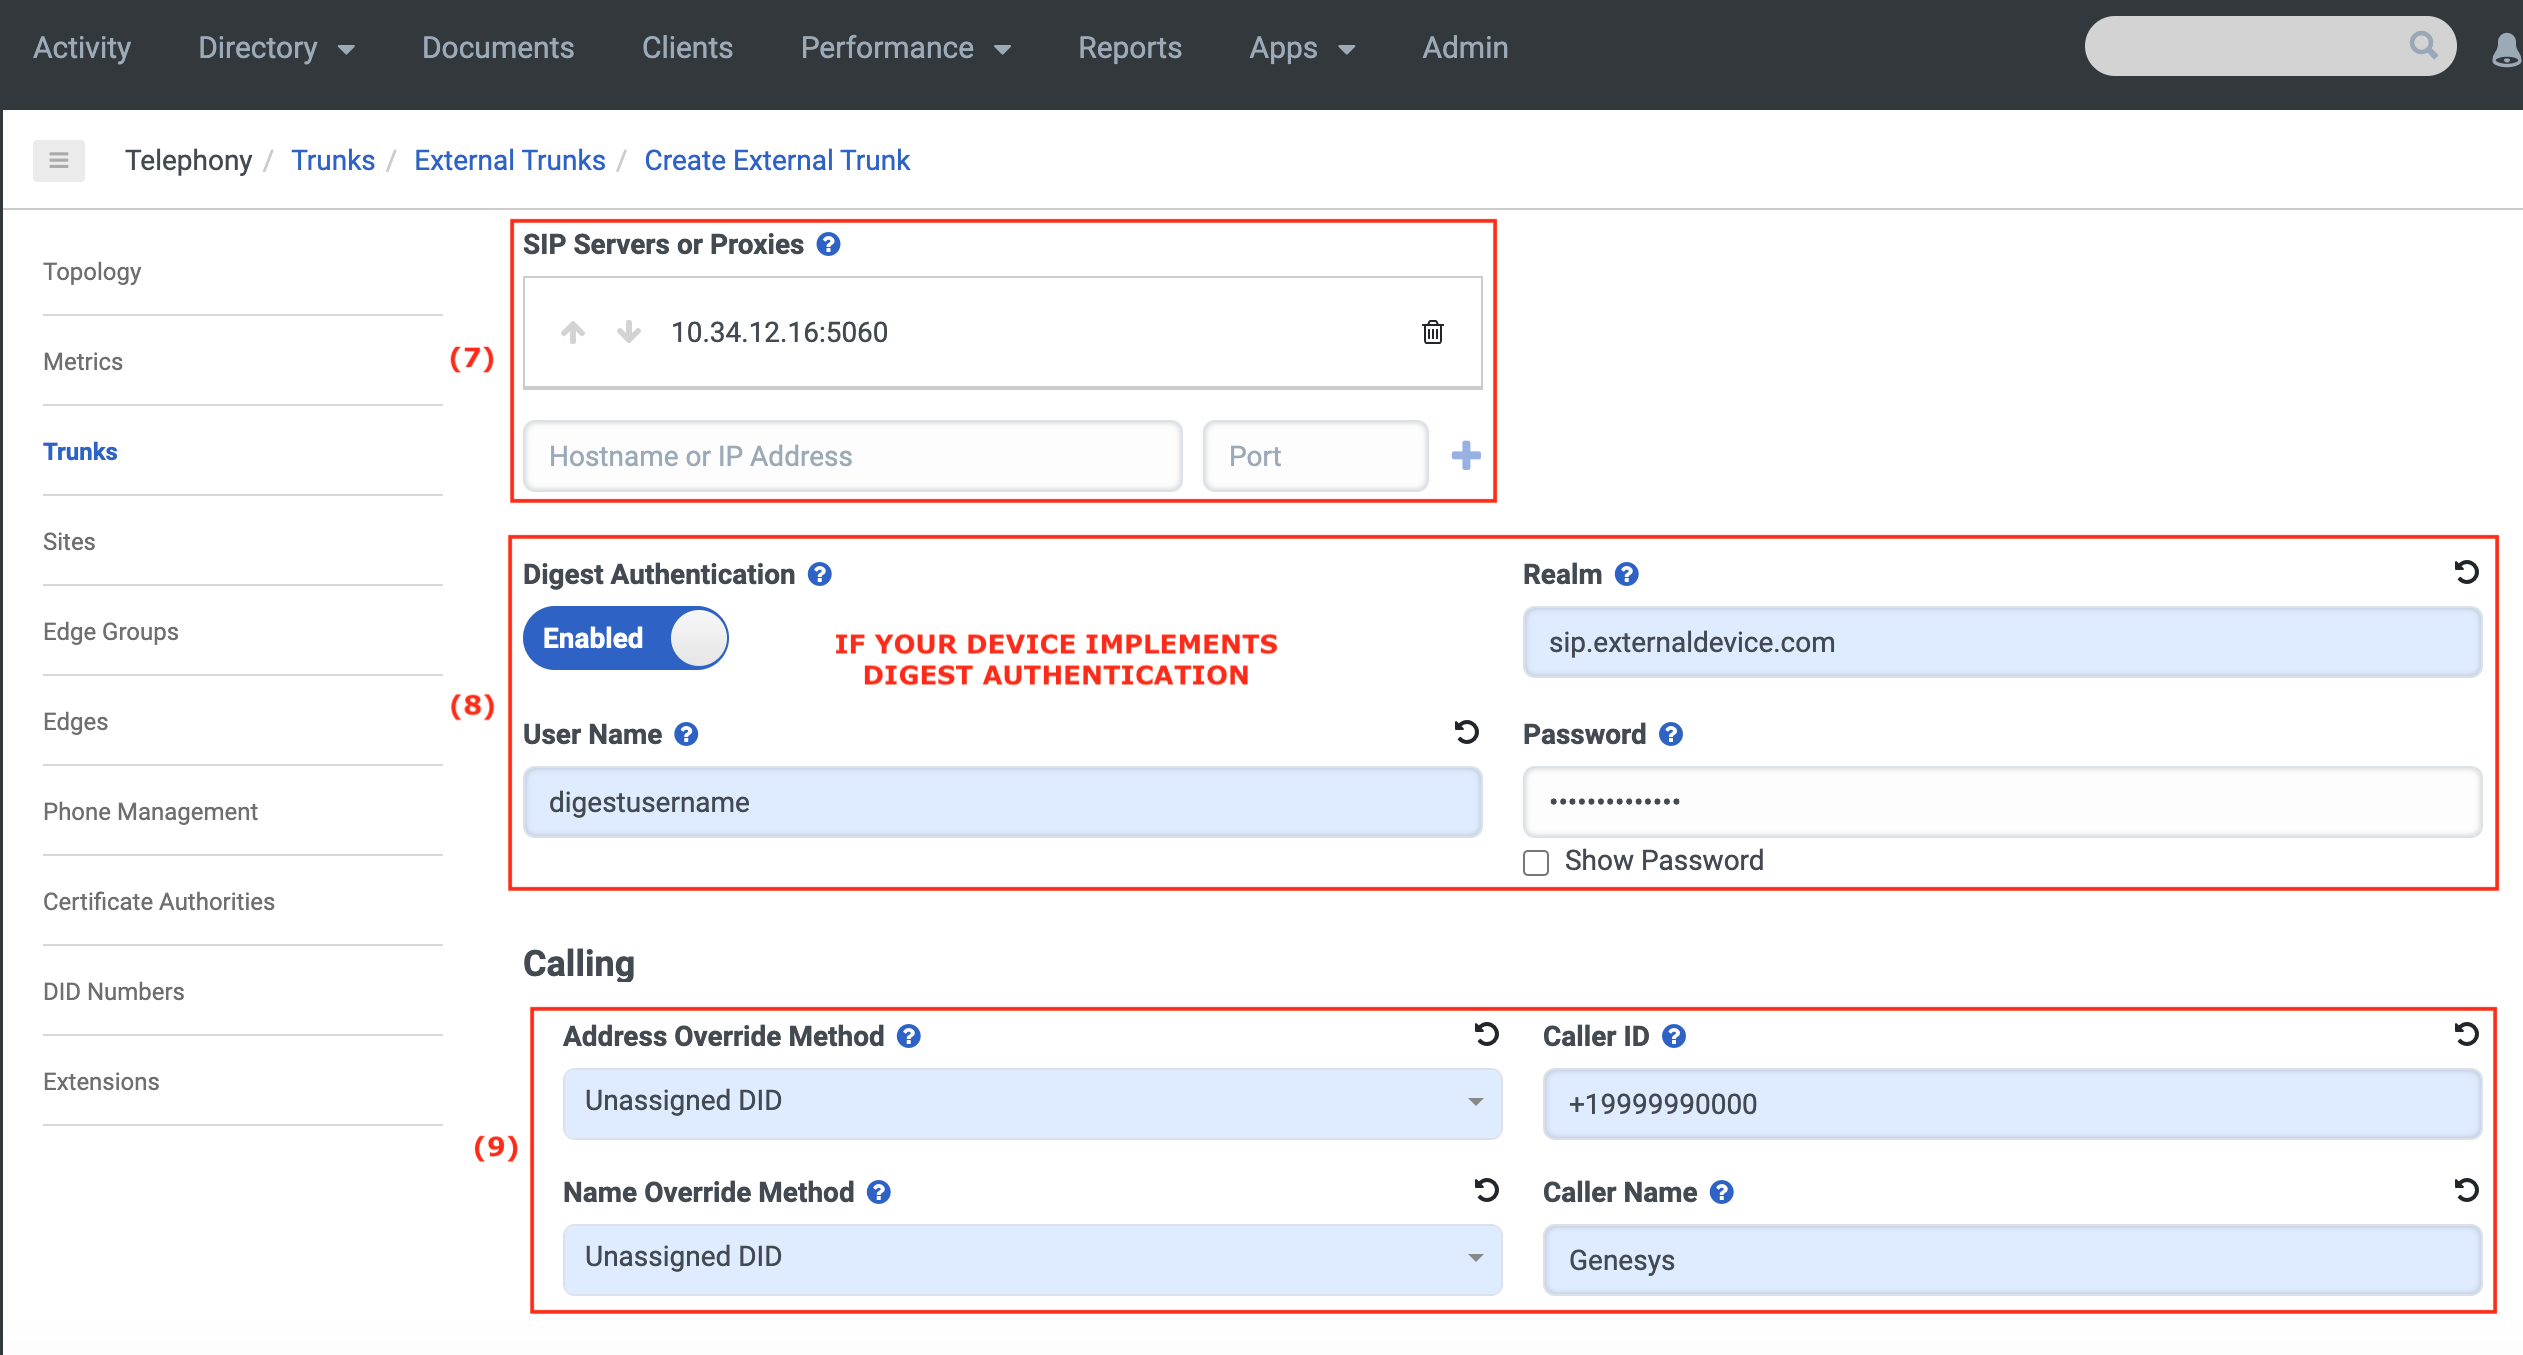 Activity Directory Documents Clients Performance Reports Apps Admin
Telephony / Trunks / External Trunks / Create External Trunk
Topology
Metrics
Trunks
Sites
Edge Groups
Edges
Phone Management
Certificate Authorities
DID Numbers
Extensions
(7)
SIP Servers or Proxies ?
10.34.12.16:5060
Hostname or IP Address Port
(8)
Digest Authentication ?
Enabled
IF YOUR DEVICE IMPLEMENTS
DIGEST AUTHENTICATION
Realm ?
sip.externaldevice.com
User Name ?
digestusername
Password ?
••••••••••••••
Show Password
Calling
(9)
Address Override Method ?
Unassigned DID
Caller ID ?
+19999990000
Name Override Method ?
Unassigned DID
Caller Name ?
Genesys